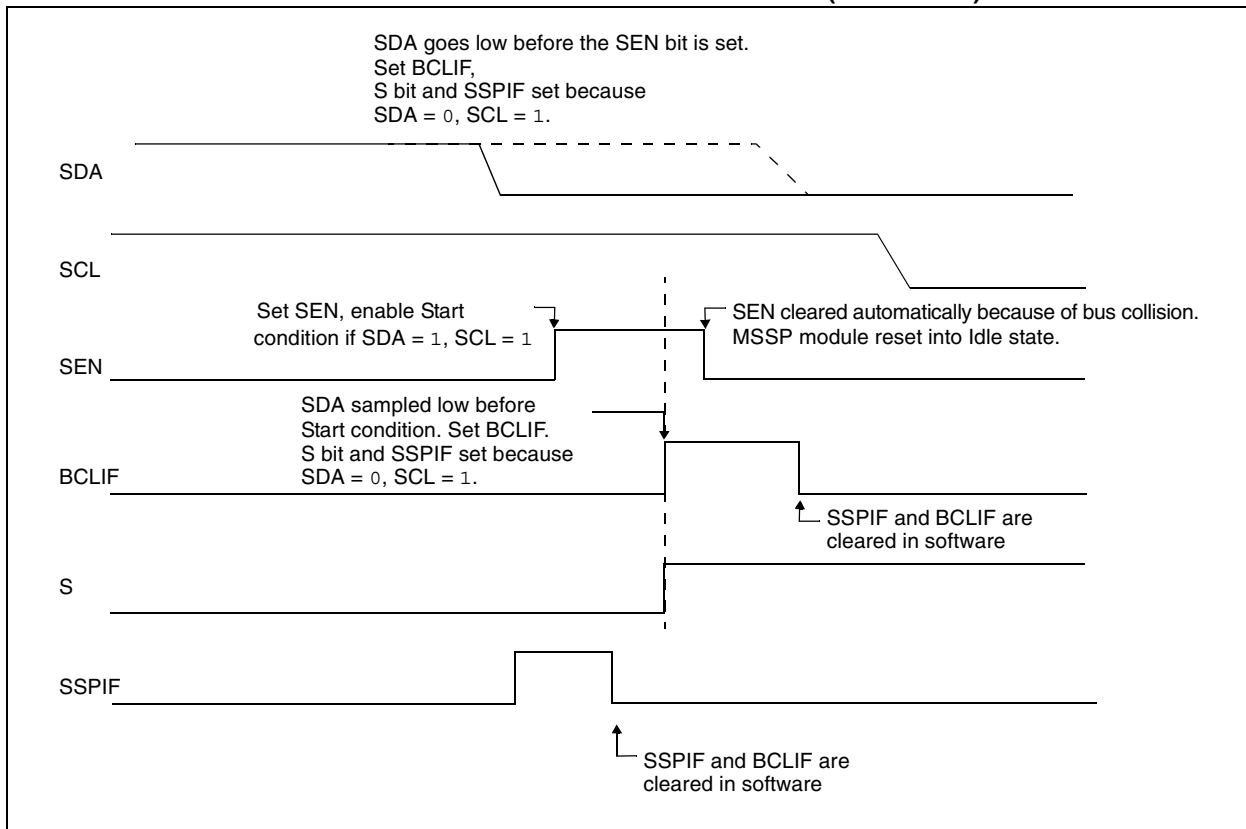 SDA goes low before the SEN bit is set.
Set BCLIF,
S bit and SSPIF set because
SDA = 0, SCL = 1.
SDA
SCL
Set SEN, enable Start
condition if SDA = 1, SCL = 1
SEN cleared automatically because of bus collision.
MSSP module reset into Idle state.
SEN
SDA sampled low before
Start condition. Set BCLIF.
S bit and SSPIF set because
SDA = 0, SCL = 1.
BCLIF
SSPIF and BCLIF are
cleared in software
S
SSPIF
SSPIF and BCLIF are
cleared in software